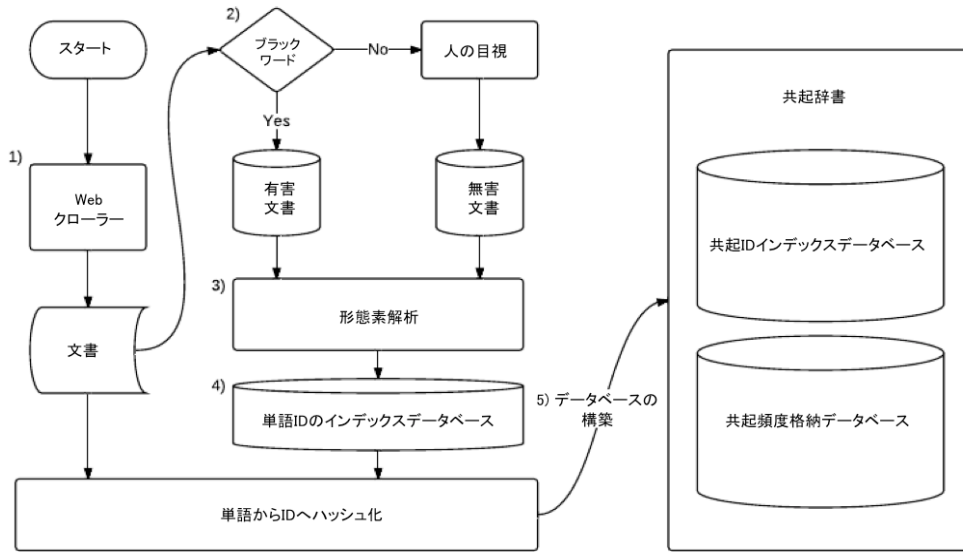 スタート
1)
Web
クローラー
文書
2)
ブラック
ワード
No
人の目視
Yes
有害
文書
無害
文書
3)
形態素解析
4)
単語IDのインデックスデータベース
単語からIDへハッシュ化
5) データベースの
構築
共起辞書
共起IDインデックスデータベース
共起頻度格納データベース